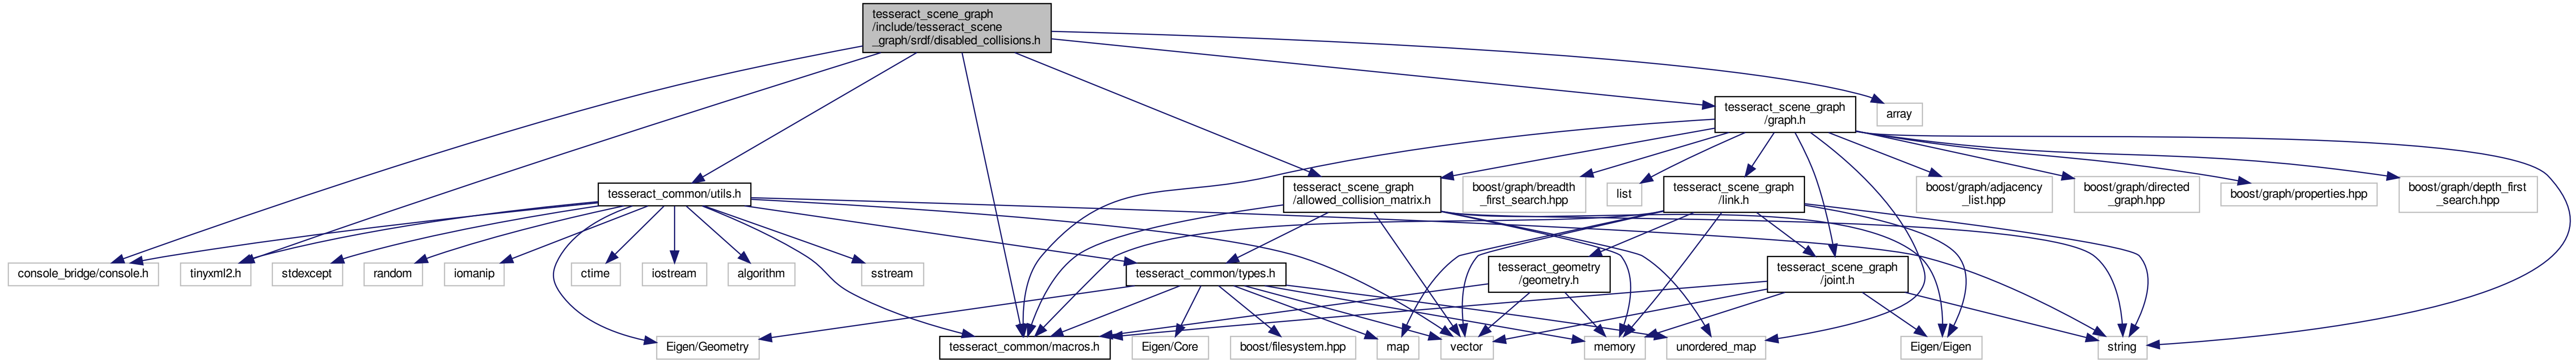 tesseract_scene_graph
/include/tesseract_scene
_graph/srdf/disabled_collisions.h
tesseract_scene_graph
/graph.h
array
tesseract_common/utils.h
tesseract_scene_graph
/allowed_collision_matrix.h
boost/graph/breadth
_first_search.hpp
list
tesseract_scene_graph
/link.h
boost/graph/adjacency
_list.hpp
boost/graph/directed
_graph.hpp
boost/graph/properties.hpp
boost/graph/depth_first
_search.hpp
console_bridge/console.h
tinyxml2.h
stdexcept
random
iomanip
ctime
iostream
algorithm
sstream
tesseract_common/types.h
tesseract_geometry
/geometry.h
tesseract_scene_graph
/joint.h
Eigen/Geometry
tesseract_common/macros.h
Eigen/Core
boost/filesystem.hpp
map
vector
memory
unordered_map
Eigen/Eigen
string